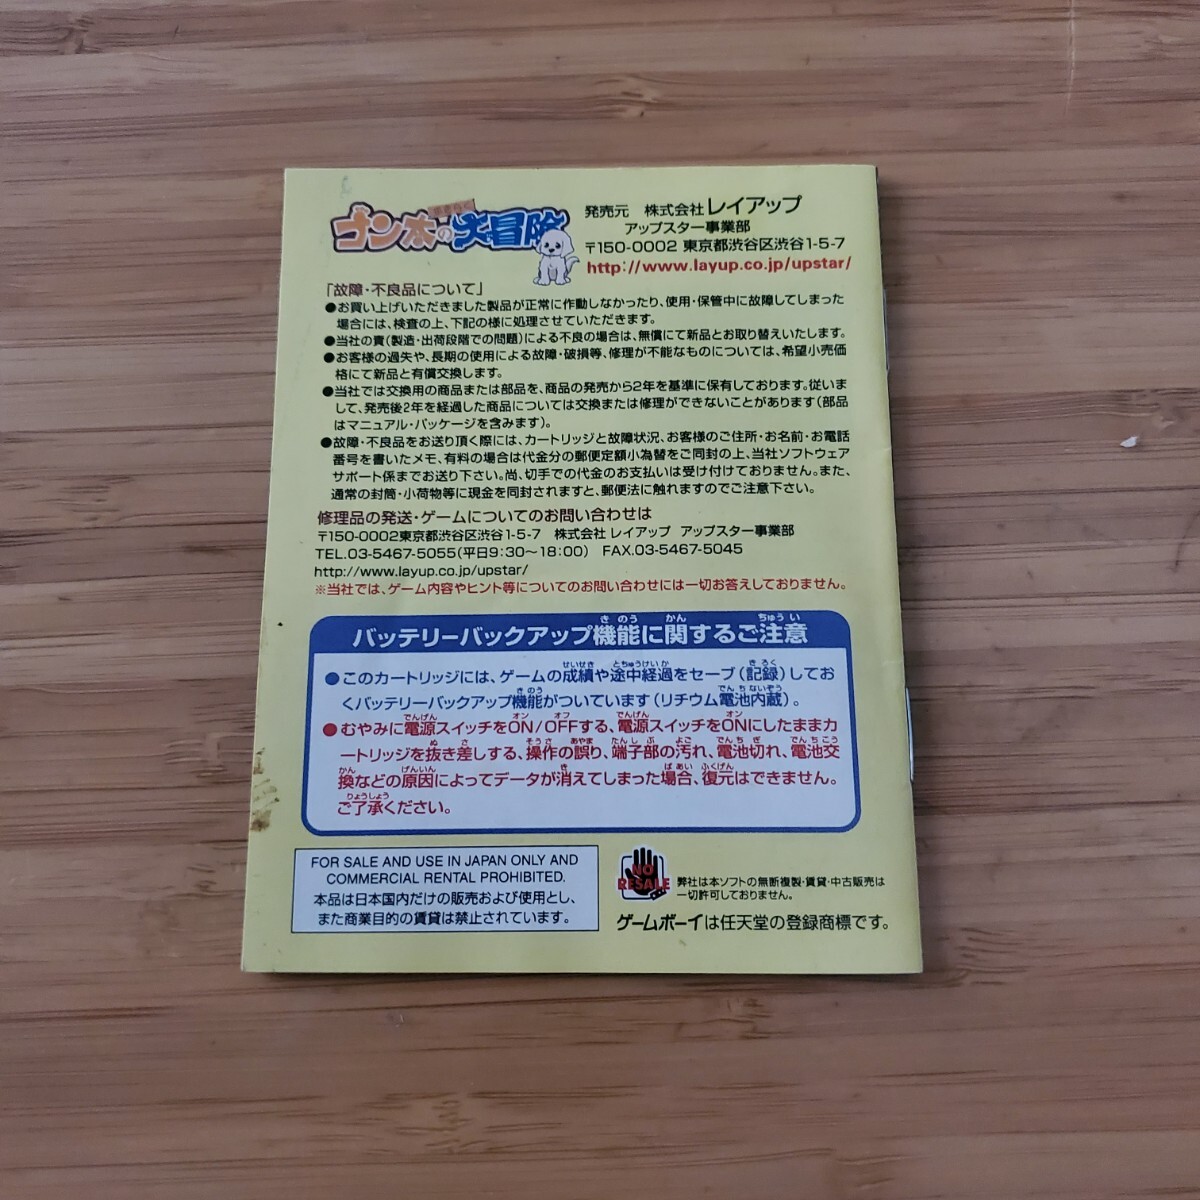 ゴン太の大冒険
発売元 株式会社レイアップ
アップスター事業部
〒150-0002 東京都渋谷区渋谷1-5-7
http://www.layup.co.jp/upstar/
「故障・不良品について」
●お買い上げいただきました製品が正常に作動しなかったり、使用・保管中に故障してしまった
場合には、検査の上、下記の様に処理させていただきます。
●当社の責(製造・出荷段階での問題)による不良の場合は、無償にて新品とお取り替えいたします。
●お客様の過失や、長期の使用による故障・破損等、修理が不能なものについては、希望小売価
格にて新品と有償交換します。
●当社では交換用の商品または部品を、商品の発売から2年を基準に保有しております。従いま
して、発売後2年を経過した商品については交換または修理ができないことがあります(部品
はマニュアル・パッケージを含みます)。
●故障・不良品をお送り頂く際には、カートリッジと故障状況、お客様のご住所・お名前・お電話
番号を書いたメモ、有料の場合は代金分の郵便定額小為替をご同封の上、当社ソフトウェア
サポート係までお送り下さい。尚、切手での代金のお支払いは受け付けておりません。また、
通常の封筒・小荷物等に現金を同封されますと、郵便法に触れますのでご注意下さい。
修理品の発送・ゲームについてのお問い合わせは
〒150-0002東京都渋谷区渋谷1-5-7 株式会社 レイアップ アップスター事業部
TEL.03-5467-5055(平日9:30〜18:00) FAX.03-5467-5045
http://www.layup.co.jp/upstar/
※当社では、ゲーム内容やヒント等についてのお問い合わせには一切お答えしておりません。
バッテリーバックアップ機能に関するご注意
●このカートリッジには、ゲームの成績や途中経過をセーブ(記録)してお
くバッテリーバックアップ機能がついています(リチウム電池内蔵)。
●むやみに電源スイッチをON/OFFする、電源スイッチをONにしたままカ
ートリッジを抜き差しする、操作の誤り、端子部の汚れ、電池切れ、電池交
換などの原因によってデータが消えてしまった場合、復元はできません。
ご了承ください。
FOR SALE AND USE IN JAPAN ONLY AND
COMMERCIAL RENTAL PROHIBITED.
本品は日本国内だけの販売および使用とし、
また商業目的の賃貸は禁止されています。
NO
RESALE
弊社は本ソフトの無断複製・賃貸・中古販売は
一切許可しておりません。
ゲームボーイは任天堂の登録商標です。